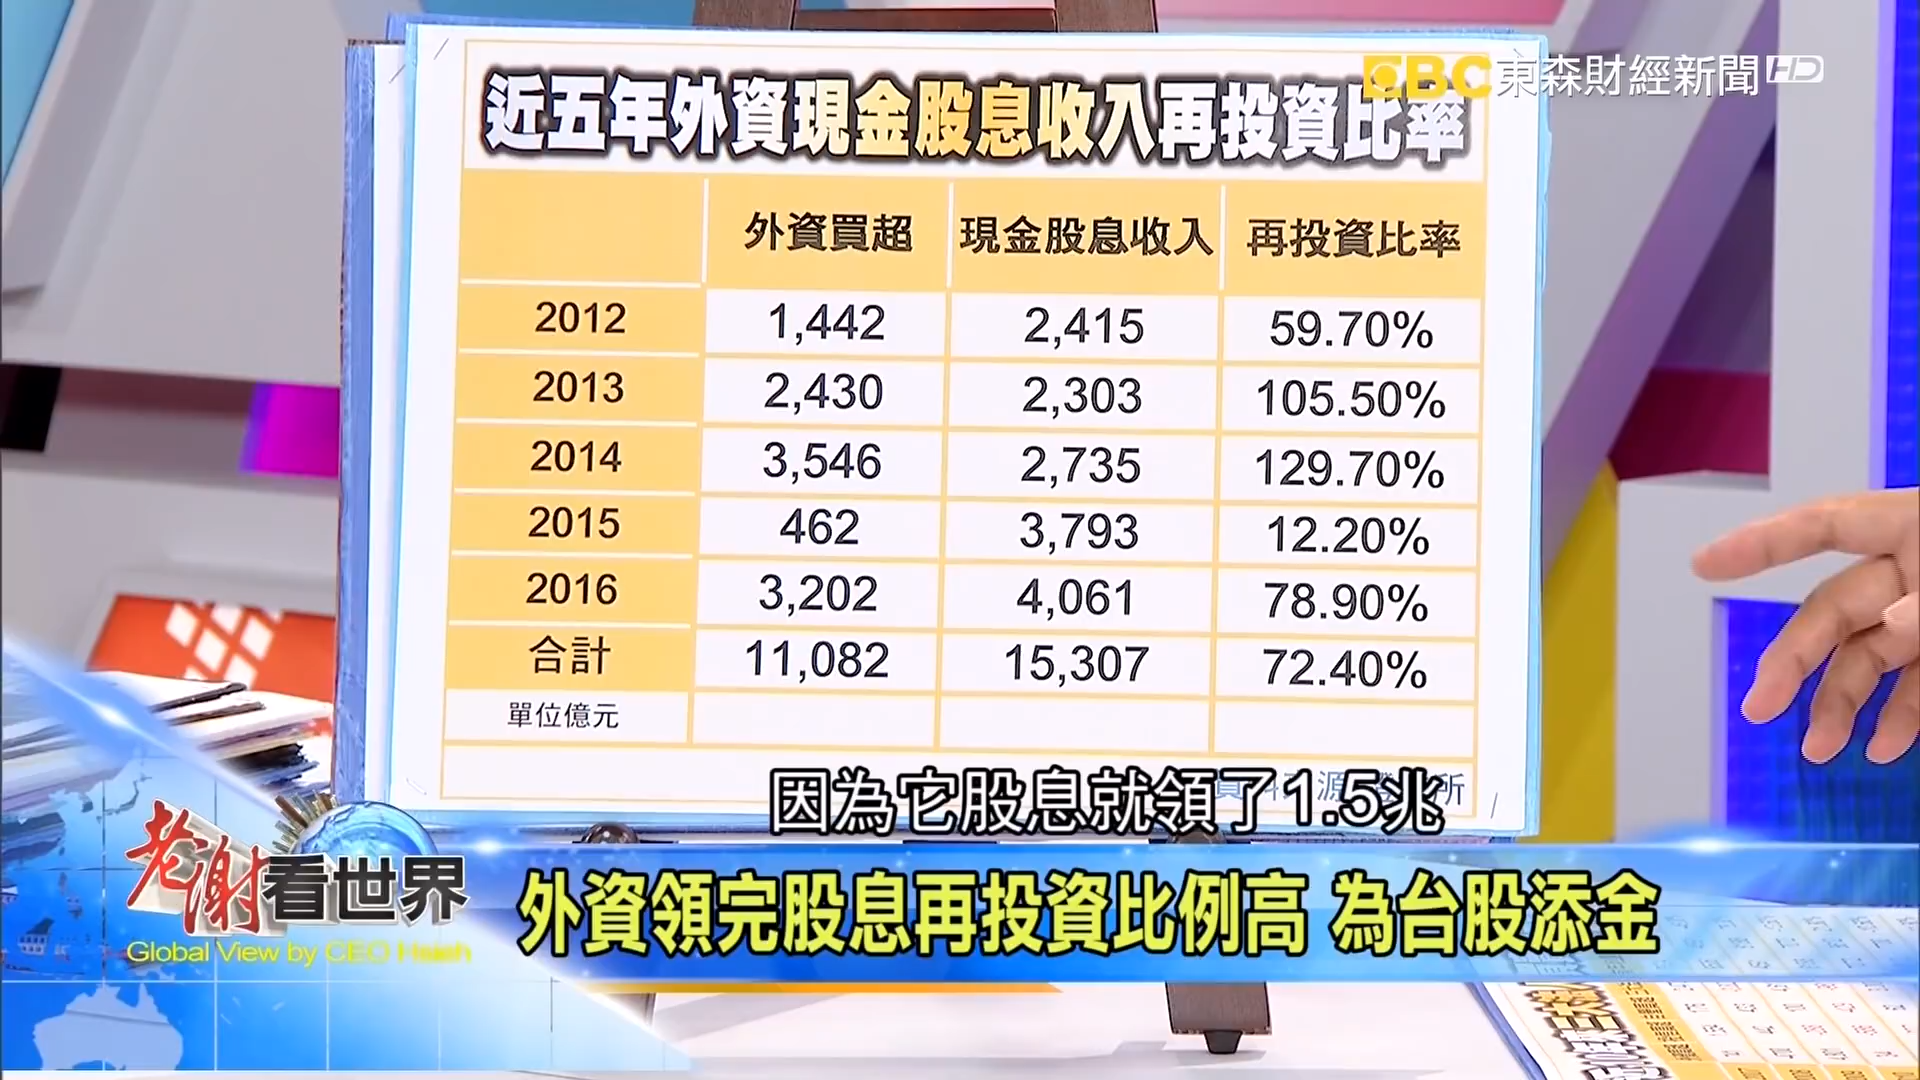 EBC 東森財經新聞 HD
近五年外資現金股息收入再投資比率
外資買超 現金股息收入 再投資比率
2012 1,442 2,415 59.70%
2013 2,430 2,303 105.50%
2014 3,546 2,735 129.70%
2015 462 3,793 12.20%
2016 3,202 4,061 78.90%
合計 11,082 15,307 72.40%
單位億元
因為它股息就領了1.5兆
老謝看世界
Global View by CEO Hsieh
外資領完股息再投資比例高 為台股添金